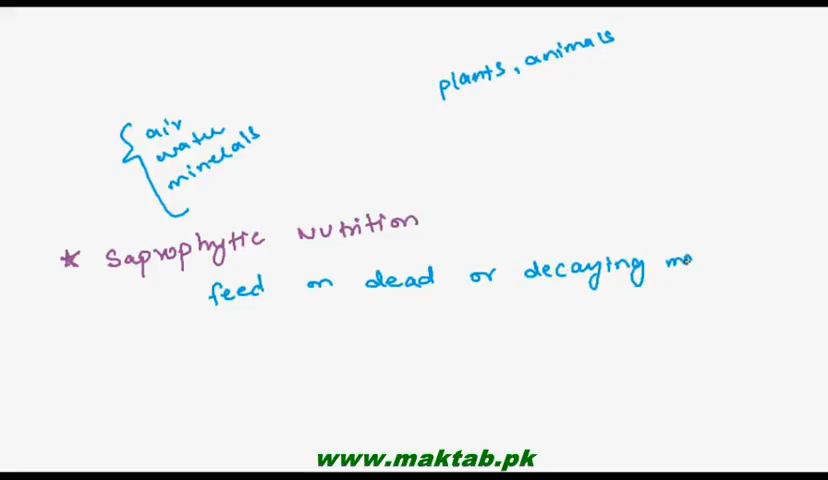 plants, animals
air
water
minerals
* Saprophytic Nutrition
feed on dead or decaying m
www.maktab.pk